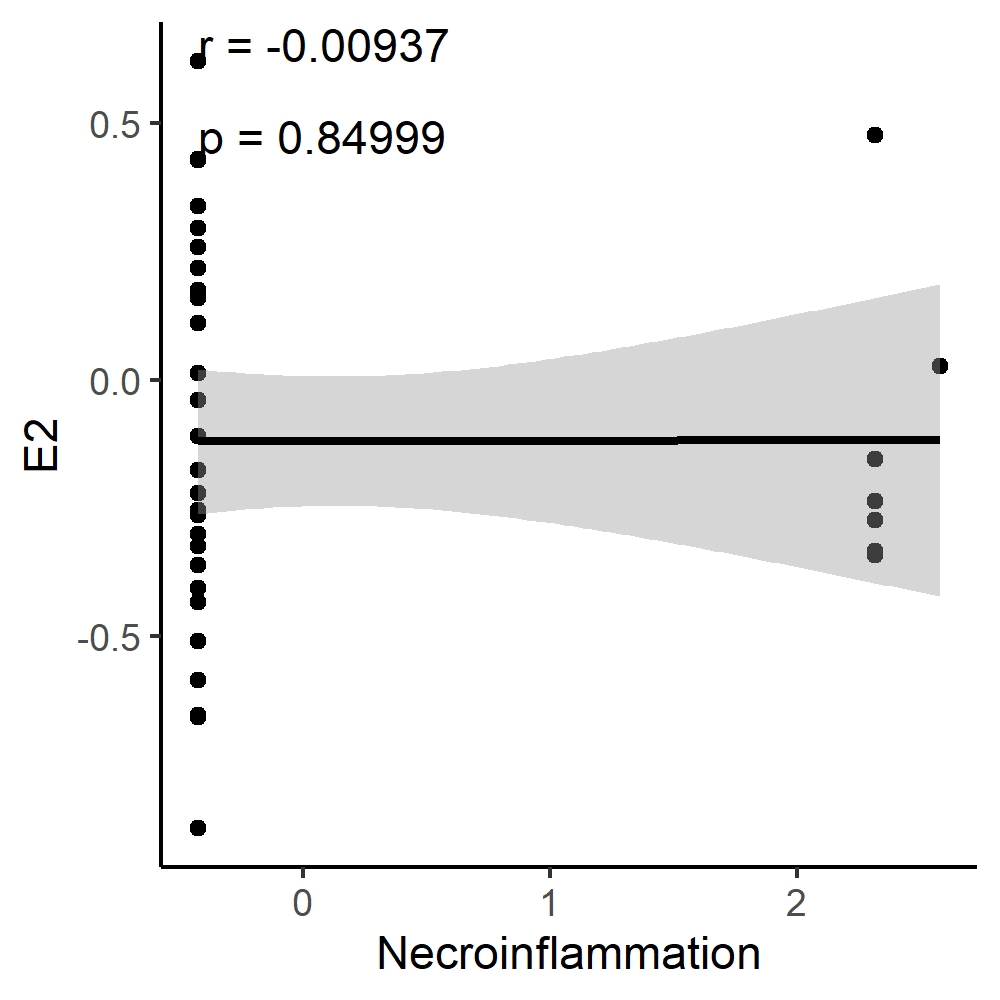 r = -0.00937
p = 0.84999
0.5
0.0
-0.5
E2
0 1 2
Necroinflammation